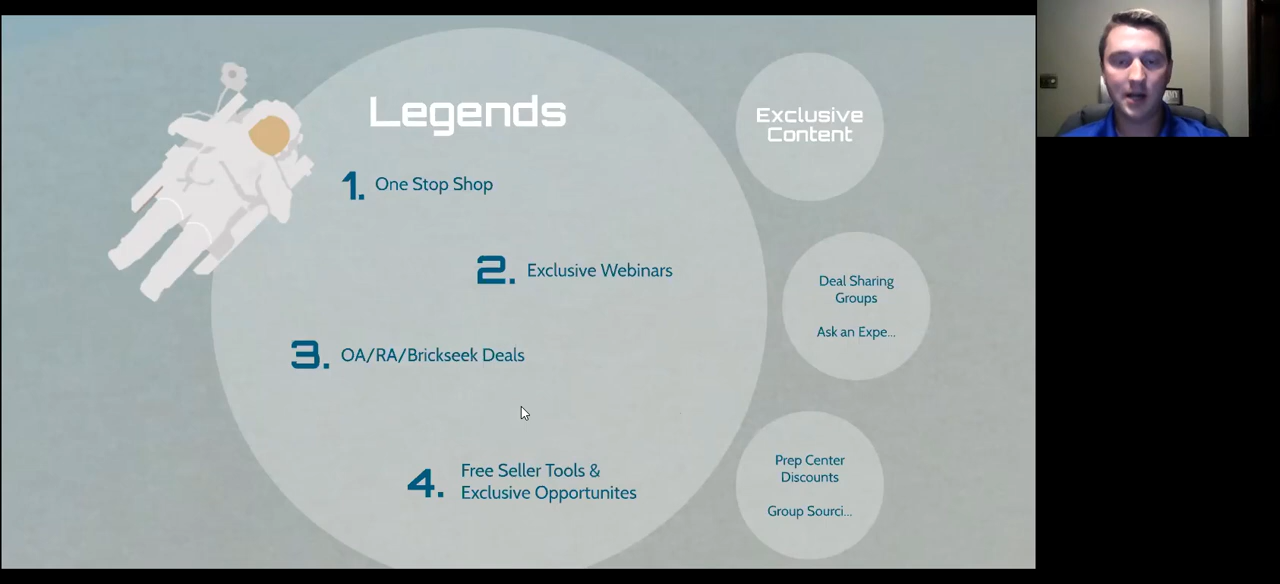 Legends
1. One Stop Shop
2. Exclusive Webinars
3. OA/RA/Brickseek Deals
4. Free Seller Tools &
Exclusive Opportunites
Exclusive
Content
Deal Sharing
Groups
Ask an Expe...
Prep Center
Discounts
Group Sourci...